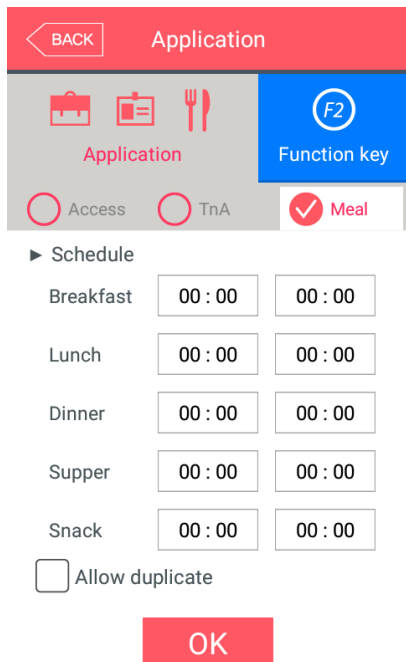 BACK Application
F2
Application Function key
Access TnA Meal
► Schedule
Breakfast 00 : 00 00 : 00
Lunch 00 : 00 00 : 00
Dinner 00 : 00 00 : 00
Supper 00 : 00 00 : 00
Snack 00 : 00 00 : 00
Allow duplicate
OK